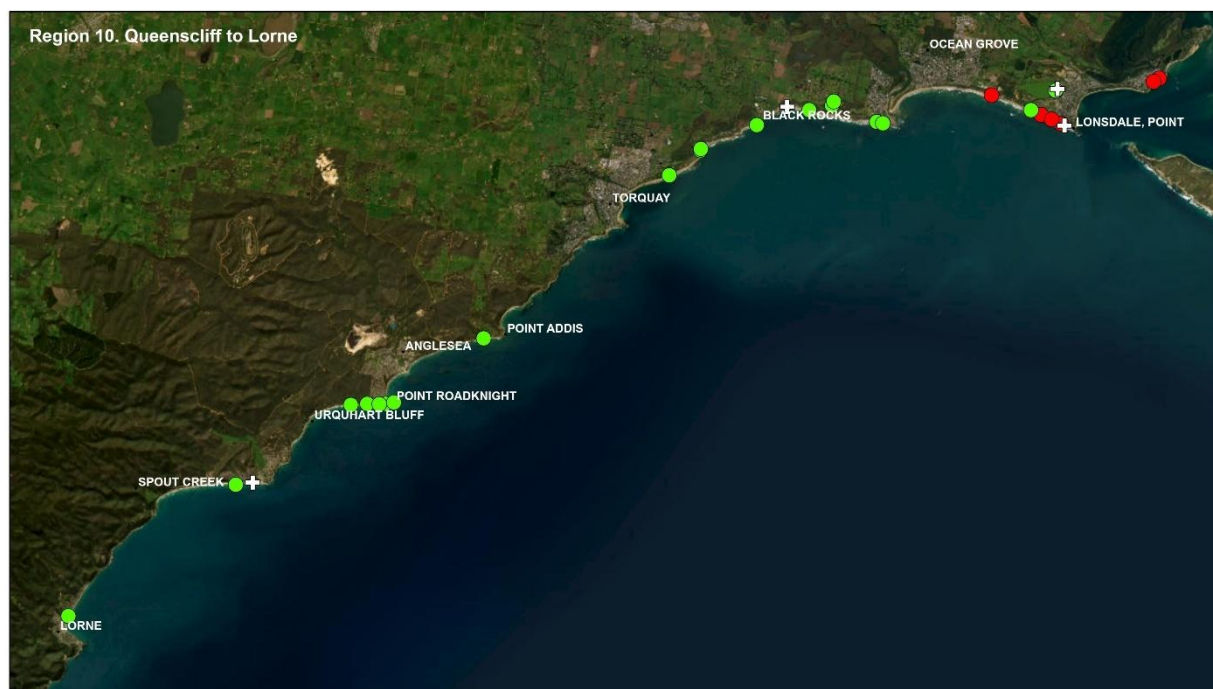 Region 10. Queenscliff to Lorne
OCEAN GROVE
BLACK ROCKS
LONSDALE, POINT
TORQUAY
POINT ADDIS
ANGLESEA
POINT ROADKNIGHT
URQUHART BLUFF
SPOUT CREEK
LORNE